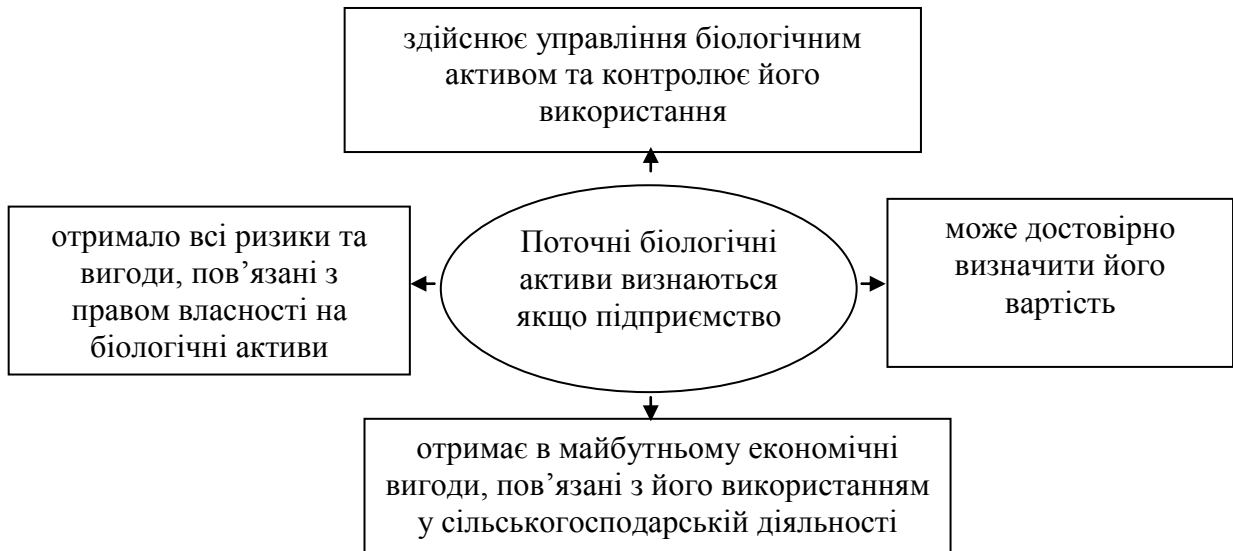 здійснює управління біологічним
активом та контролює його
використання
отримало всі ризики та
вигоди, пов’язані з
правом власності на
біологічні активи
Поточні біологічні
активи визнаються
якщо підприємство
може достовірно
визначити його
вартість
отримає в майбутньому економічні
вигоди, пов’язані з його використанням
у сільськогосподарській діяльності